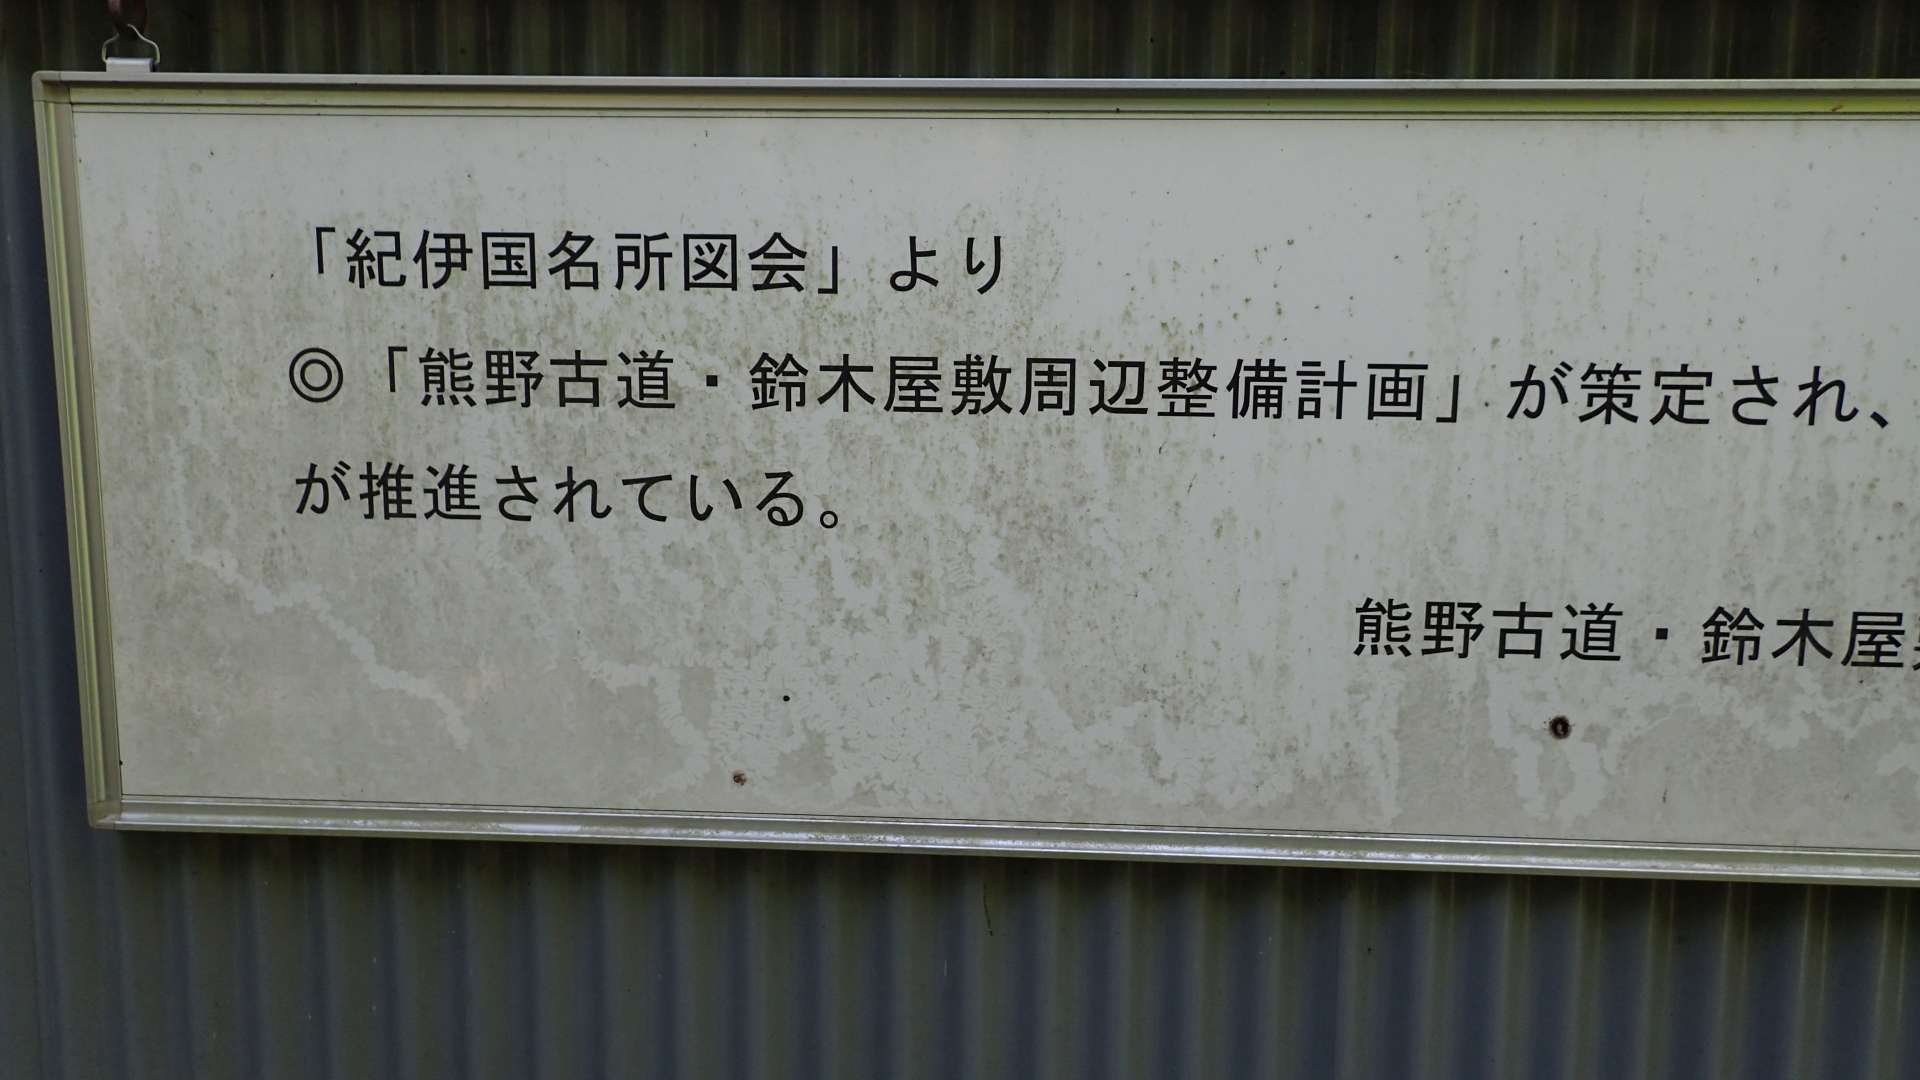 「紀伊国名所図会」より
◎「熊野古道・鈴木屋敷周辺整備計画」が策定され、
が推進されている。
熊野古道・鈴木屋